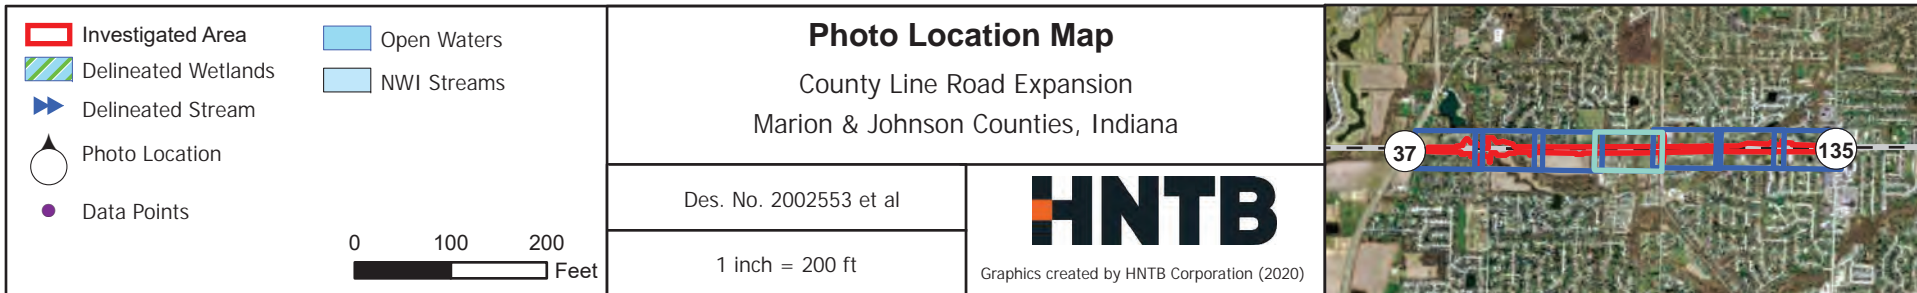 Investigated Area
Delineated Wetlands
Delineated Stream
Photo Location
Data Points
Open Waters
NWI Streams
0 100 200
Feet
Photo Location Map
County Line Road Expansion
Marion & Johnson Counties, Indiana
Des. No. 2002553 et al
1 inch = 200 ft
HNTB
Graphics created by HNTB Corporation (2020)
37
135